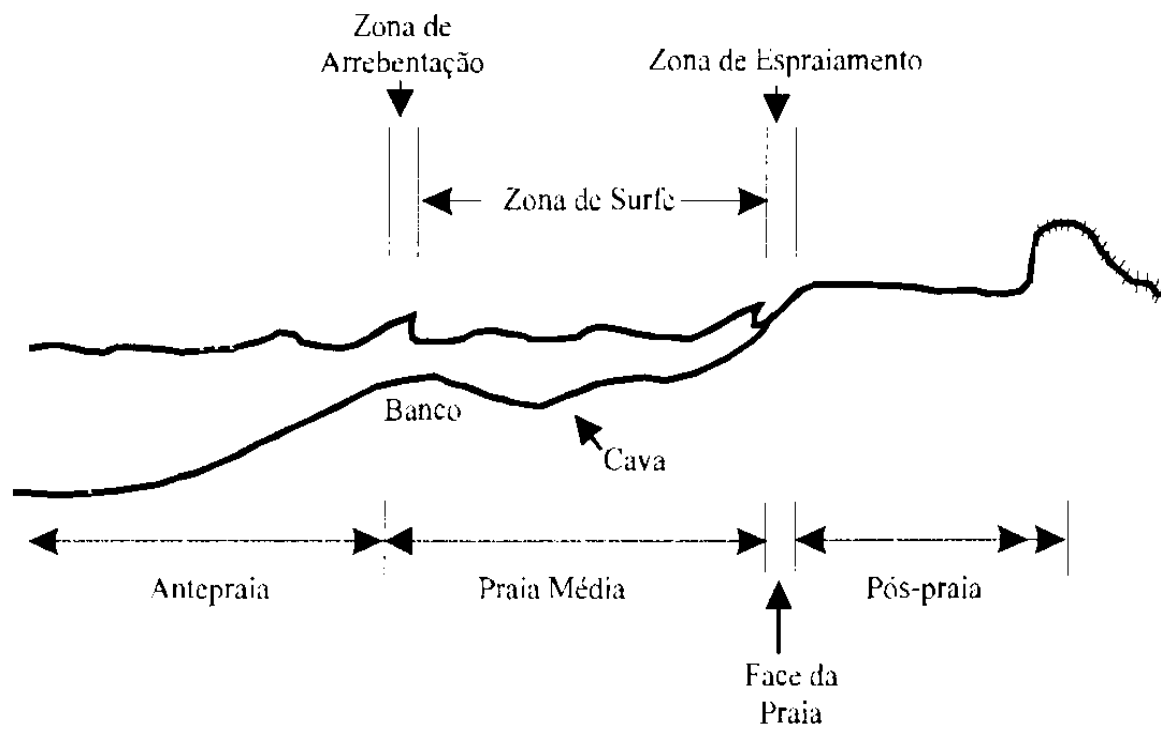 Zona de
Arrebentação
Zona de Espraiamento
Zona de Surfe
Banco
Cava
Antepraia
Praia Média
Pós-praia
Face da
Praia